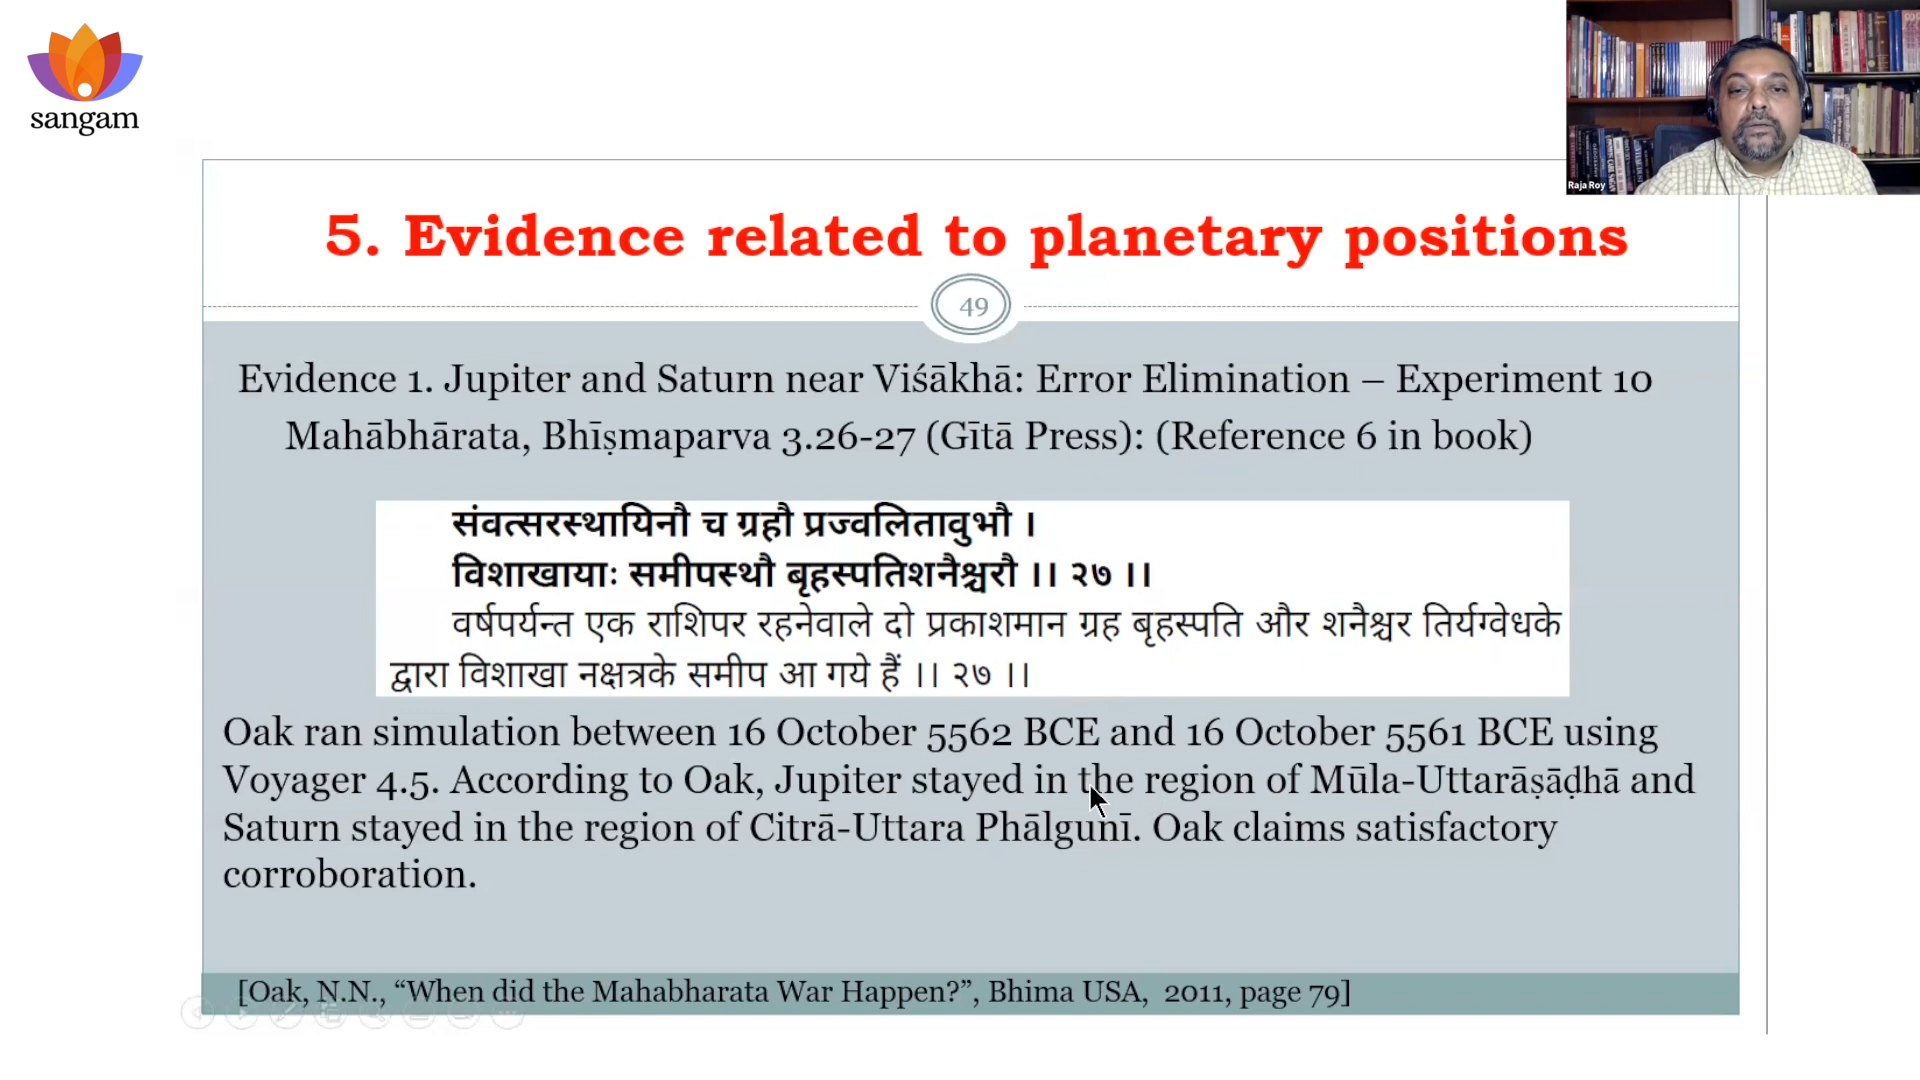 sangam
Raja Roy
5. Evidence related to planetary positions
49
Evidence 1. Jupiter and Saturn near Viśākhā: Error Elimination – Experiment 10
Mahābhārata, Bhīṣmaparva 3.26-27 (Gītā Press): (Reference 6 in book)
संवत्सरस्थायिनौ च ग्रहौ प्रज्वलितावुभौ ।
विशाखायाः समीपस्थौ बृहस्पतिशनैश्चरौ ।। २७ ।।
वर्षपर्यन्त एक राशिपर रहनेवाले दो प्रकाशमान ग्रह बृहस्पति और शनैश्चर तिर्यग्वेधके
द्वारा विशाखा नक्षत्रके समीप आ गये हैं ।। २७ ।।
Oak ran simulation between 16 October 5562 BCE and 16 October 5561 BCE using
Voyager 4.5. According to Oak, Jupiter stayed in the region of Mūla-Uttarāṣāḍhā and
Saturn stayed in the region of Citrā-Uttara Phālgunī. Oak claims satisfactory
corroboration.
[Oak, N.N., “When did the Mahabharata War Happen?”, Bhima USA, 2011, page 79]